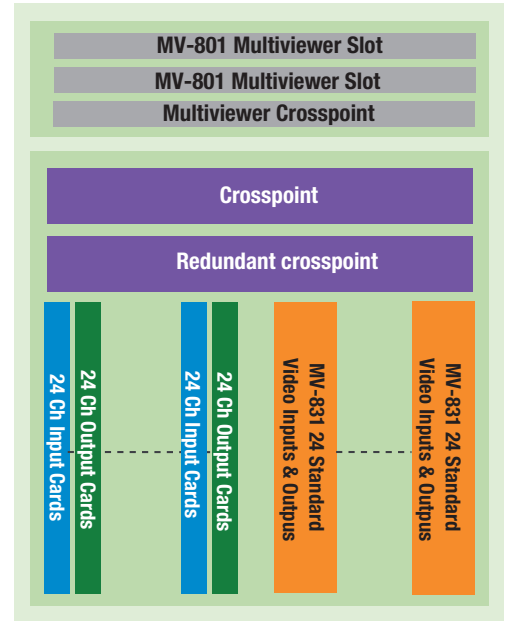 MV-801 Multiviewer Slot
MV-801 Multiviewer Slot
Multiviewer Crosspoint
Crosspoint
Redundant crosspoint
24 Ch Input Cards
24 Ch Output Cards
24 Ch Input Cards
24 Ch Output Cards
MV-831 24 Standard
Video Inputs & Outpus
MV-831 24 Standard
Video Inputs & Outpus